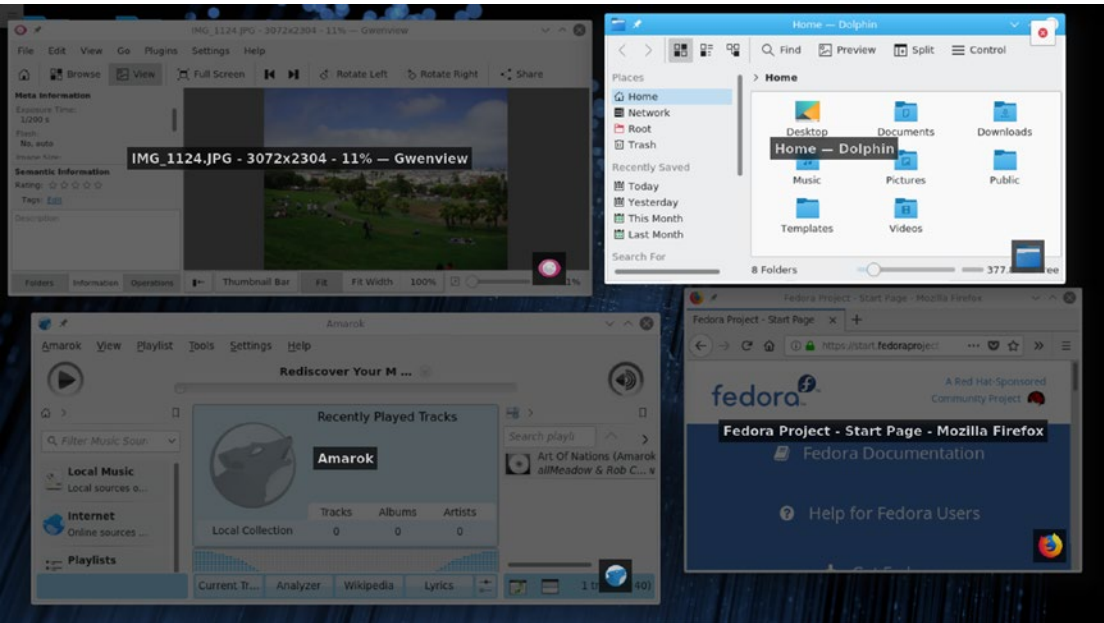 IMG_1124.JPG - 3072x2304 - 11% — Gwenview
File Edit View Go Plugins Settings Help
Browse View Full Screen Rotate Left Rotate Right Share
Meta Information
Exposure Time:
1/200 s
Flash:
No, auto
IMG_1124.JPG - 3072x2304 - 11% — Gwenview
Semantic Information
Rating:
Tags: Edit
Description
Folders Information Operations Thumbnail Bar Fit Fit Width 100%
Home — Dolphin
Find Preview Split Control
Places
Home
Network
Root
Trash
Recently Saved
Today
Yesterday
This Month
Last Month
Search For
> Home
Desktop Documents Downloads
Home — Dolphin
Music Pictures Public
Templates Videos
8 Folders
Amarok
Amarok View Playlist Tools Settings Help
Rediscover Your M ...
Filter Music Sour
Local Music
Local sources o...
Internet
Online sources ...
Playlists
Recently Played Tracks
Amarok
Tracks Albums Artists
Local Collection 0 0 0
Current Tr... Analyzer Wikipedia Lyrics
Search playli
Art Of Nations (Amarok
allMeadow & Rob C...
Fedora Project - Start Page - Mozilla Firefox
Fedora Project - Start Page
https://start.fedoraproject
fedora
A Red Hat-Sponsored
Community Project
Fedora Project - Start Page - Mozilla Firefox
Fedora Documentation
Help for Fedora Users